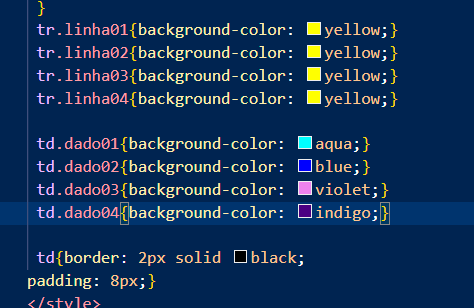 }
tr.linha01{background-color: yellow;}
tr.linha02{background-color: yellow;}
tr.linha03{background-color: yellow;}
tr.linha04{background-color: yellow;}
td.dado01{background-color: aqua;}
td.dado02{background-color: blue;}
td.dado03{background-color: violet;}
td.dado04{background-color: indigo;}
td{border: 2px solid black;
padding: 8px;}
</style>